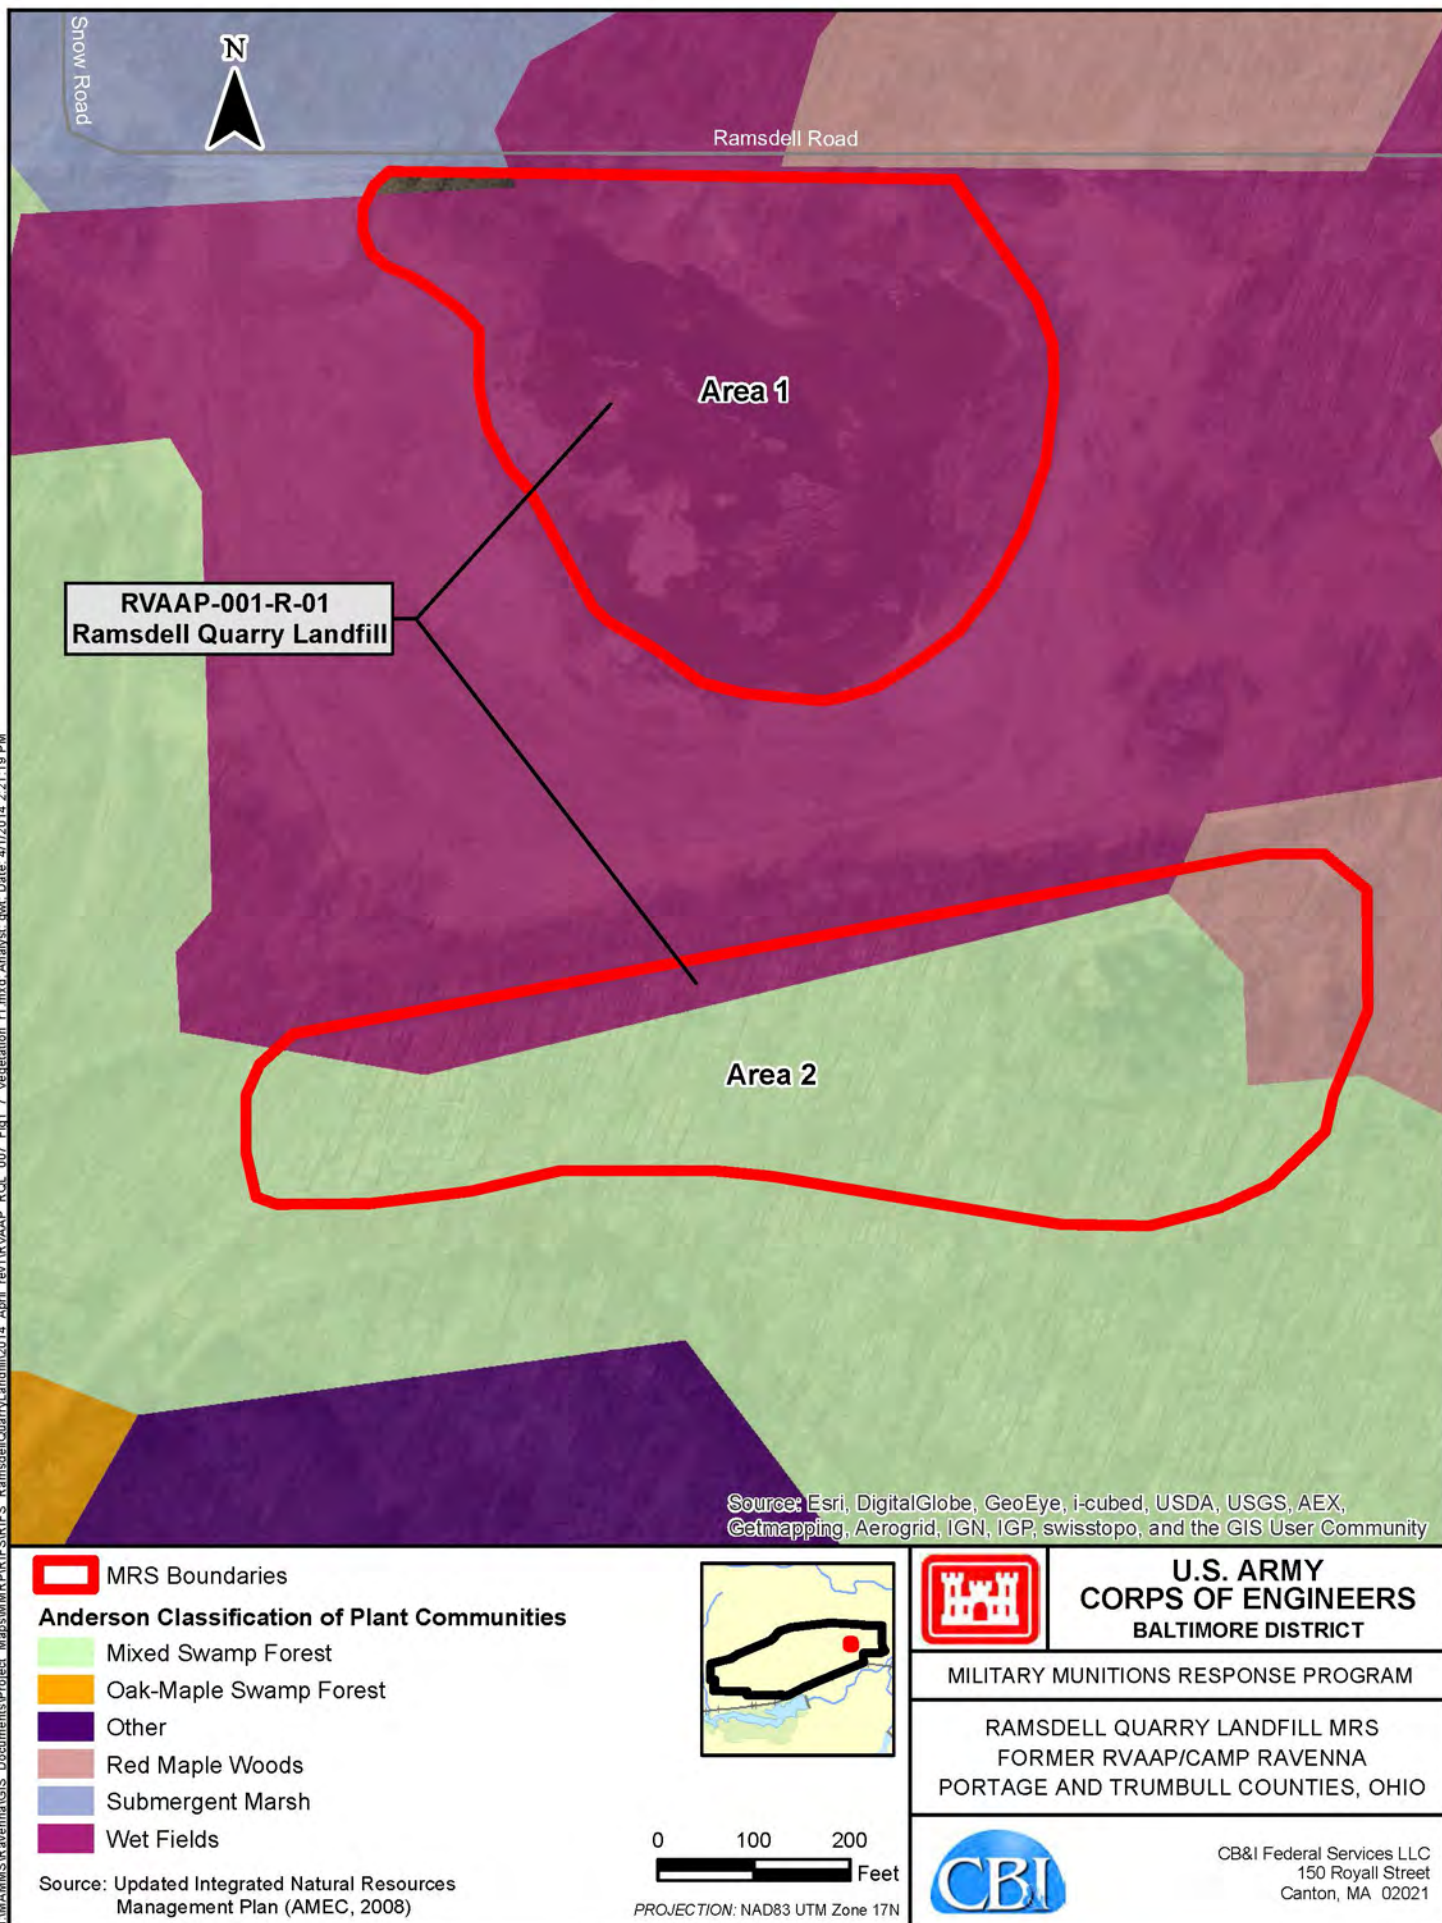 Snow Road
N
Ramsdell Road
Area 1
RVAAP-001-R-01
Ramsdell Quarry Landfill
Area 2
Source: Esri, DigitalGlobe, GeoEye, i-cubed, USDA, USGS, AEX,
Getmapping, Aerogrid, IGN, IGP, swisstopo, and the GIS User Community
MRS Boundaries
Anderson Classification of Plant Communities
Mixed Swamp Forest
Oak-Maple Swamp Forest
Other
Red Maple Woods
Submergent Marsh
Wet Fields
Source: Updated Integrated Natural Resources
Management Plan (AMEC, 2008)
0 100 200
Feet
PROJECTION: NAD83 UTM Zone 17N
U.S. ARMY
CORPS OF ENGINEERS
BALTIMORE DISTRICT
MILITARY MUNITIONS RESPONSE PROGRAM
RAMSDELL QUARRY LANDFILL MRS
FORMER RVAAP/CAMP RAVENNA
PORTAGE AND TRUMBULL COUNTIES, OHIO
CB&I
CB&I Federal Services LLC
150 Royall Street
Canton, MA 02021